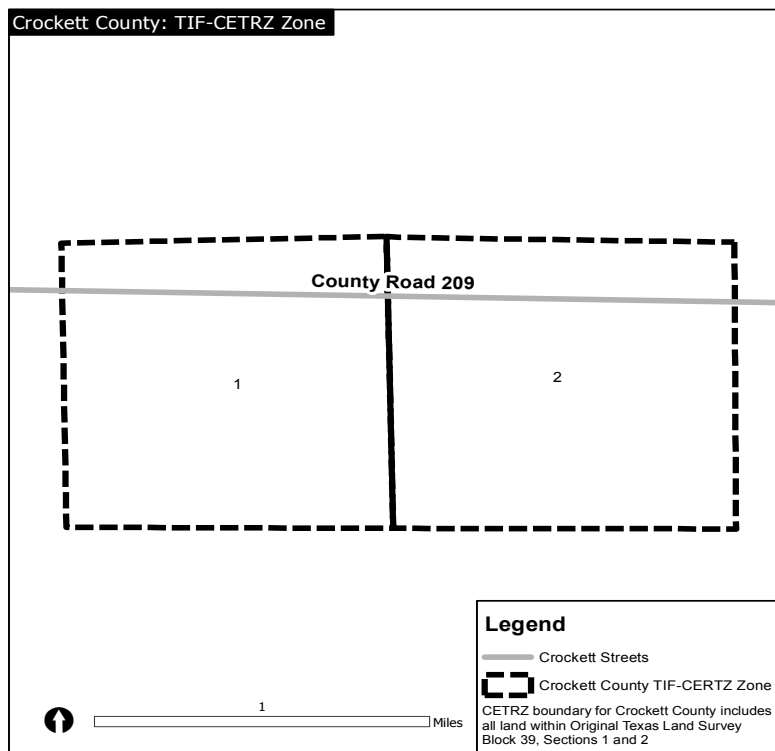 Crockett County: TIF-CETRZ Zone
County Road 209
1
2
Legend
Crockett Streets
Crockett County TIF-CERTZ Zone
CETRZ boundary for Crockett County includes
all land within Original Texas Land Survey
Block 39, Sections 1 and 2
1
Miles